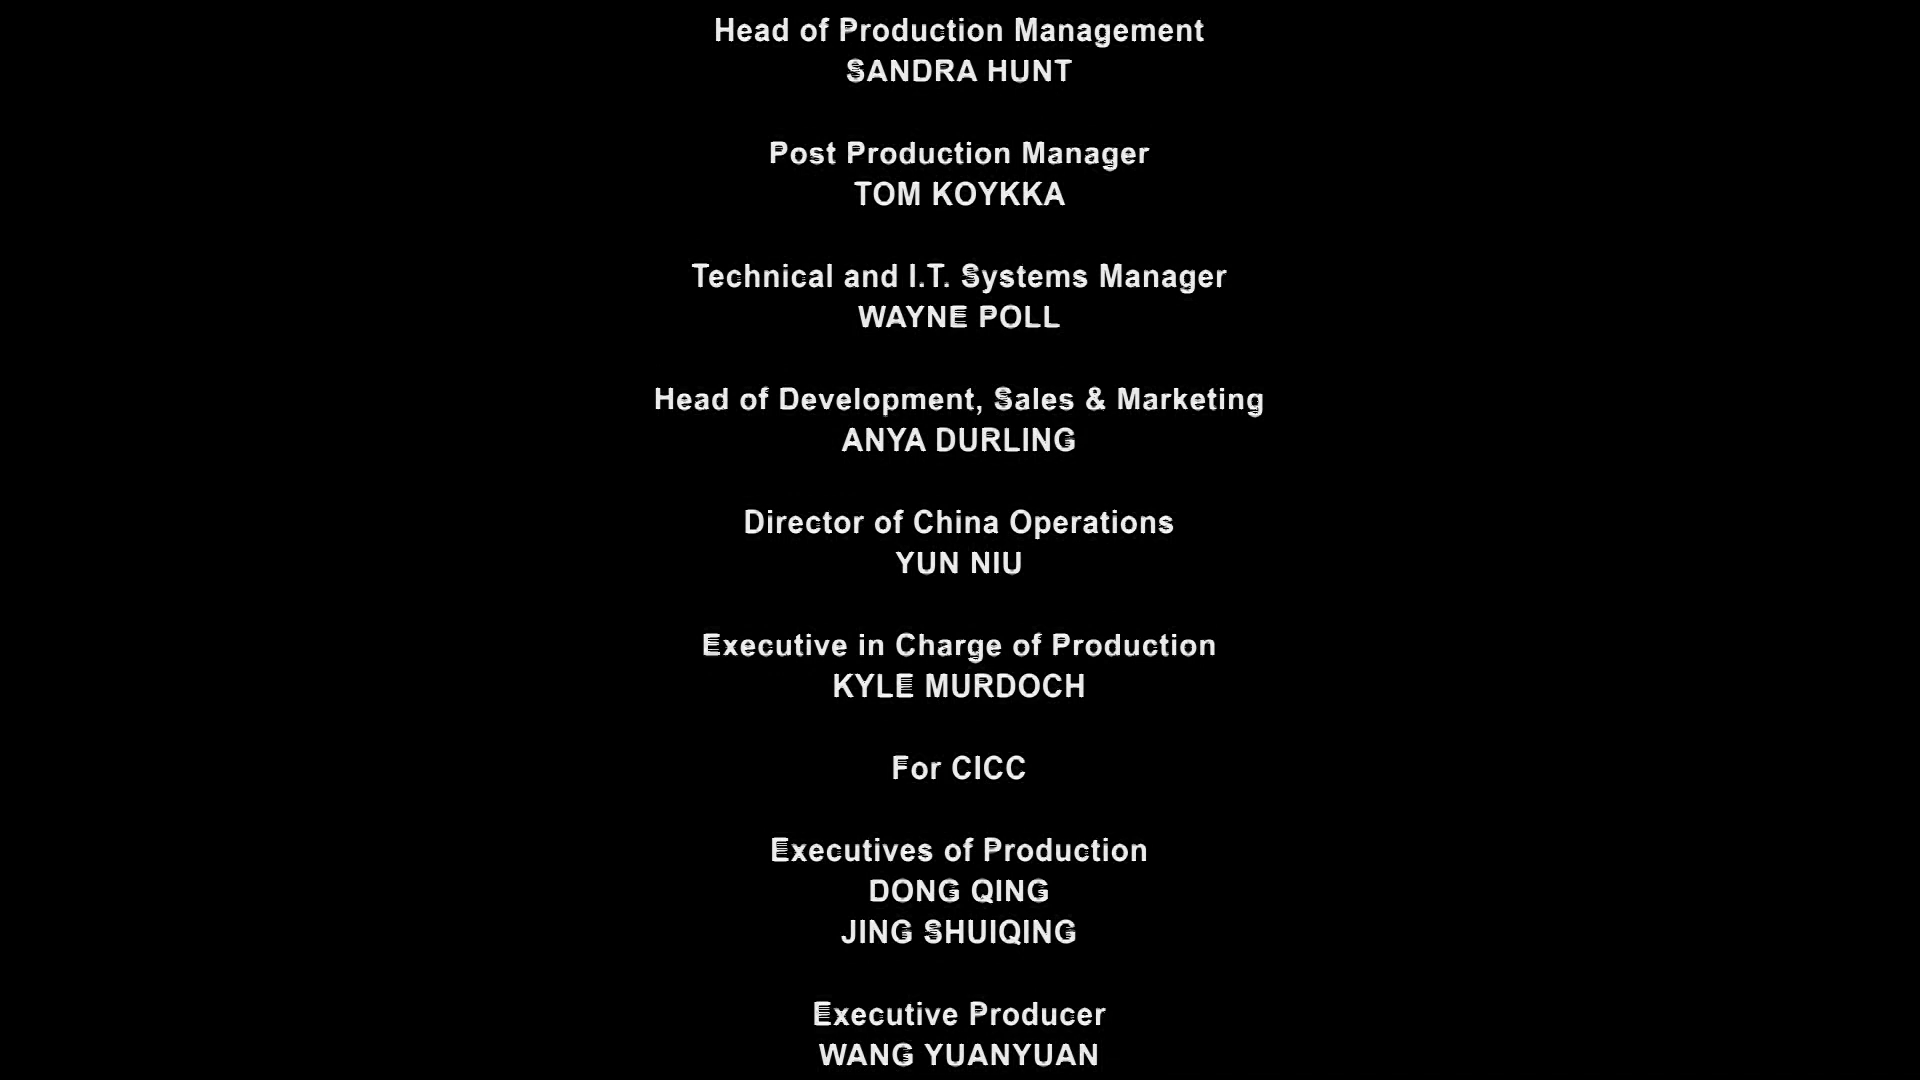 Head of Production Management
SANDRA HUNT
Post Production Manager
TOM KOYKKA
Technical and I.T. Systems Manager
WAYNE POLL
Head of Development, Sales & Marketing
ANYA DURLING
Director of China Operations
YUN NIU
Executive in Charge of Production
KYLE MURDOCH
For CICC
Executives of Production
DONG QING
JING SHUIQING
Executive Producer
WANG YUANYUAN